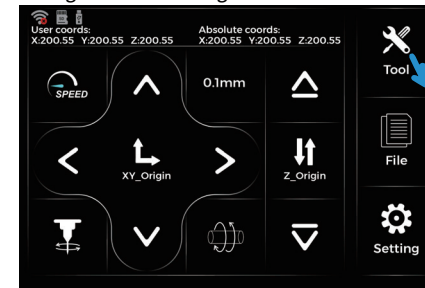 User coords:
X:200.55 Y:200.55 Z:200.55
Absolute coords:
X:200.55 Y:200.55 Z:200.55
SPEED
0.1mm
Tool
XY_Origin
Z_Origin
File
Setting